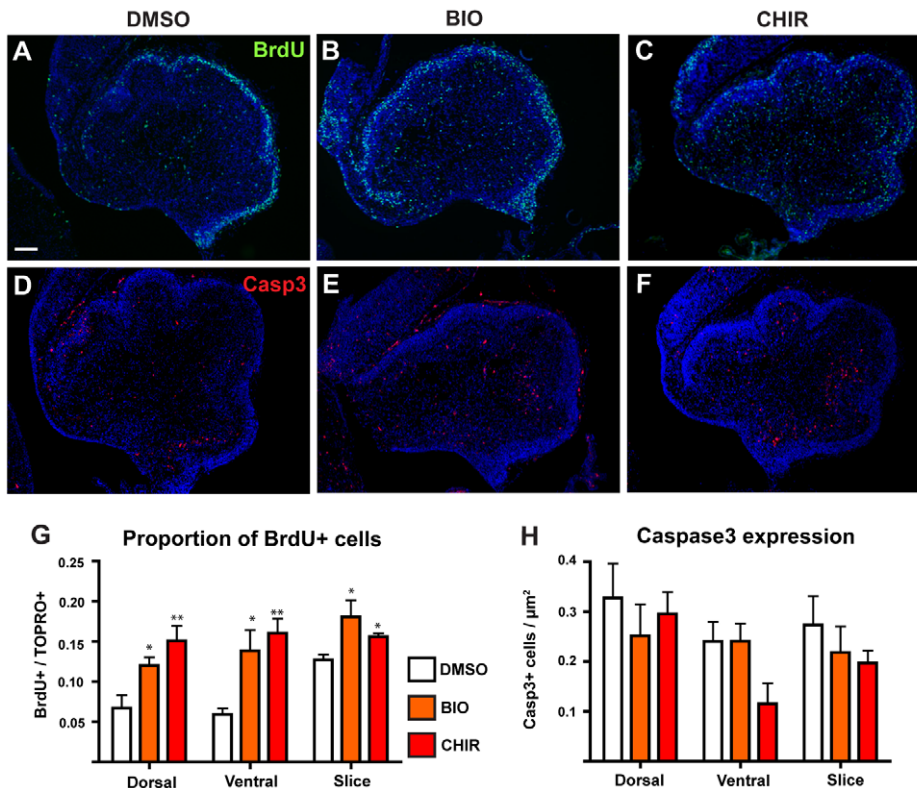 DMSO BIO CHIR
A BrdU B C
D Casp3 E F
G Proportion of BrdU+ cells
0.25
0.20
0.15
0.10
0.05
BrdU+ / TOPRO+
* ** * ** * *
Dorsal Ventral Slice
DMSO
BIO
CHIR
H Caspase3 expression
0.4
0.3
0.2
0.1
Casp3+ cells / µm²
Dorsal Ventral Slice